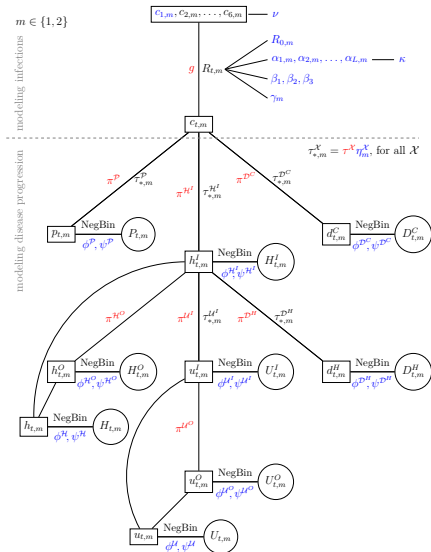 m ∈ {1, 2}
c_{1,m}, c_{2,m}, …, c_{6,m} ν
modeling infections
R_{0,m}
g R_{t,m} α_{1,m}, α_{2,m}, …, α_{L,m} κ
β_1, β_2, β_3
γ_m
c_{t,m}
τ^𝒳_{*,m} = τ^𝒳 η^𝒳_m, for all 𝒳
modeling disease progression
π^𝒫 τ^𝒫_{*,m} π^{ℋ^I} τ^{ℋ^I}_{*,m} π^{𝒟^C} τ^{𝒟^C}_{*,m}
p_{t,m} NegBin P_{t,m} d^C_{t,m} NegBin D^C_{t,m}
ϕ^𝒫, ψ^𝒫 ϕ^{𝒟^C}, ψ^{𝒟^C}
h^I_{t,m} NegBin H^I_{t,m}
ϕ^{ℋ^I}, ψ^{ℋ^I}
π^{ℋ^O} π^{𝒰^I} τ^{𝒰^I}_{*,m} π^{𝒟^H} τ^{𝒟^H}_{*,m}
h^O_{t,m} NegBin H^O_{t,m} u^I_{t,m} NegBin U^I_{t,m} d^H_{t,m} NegBin D^H_{t,m}
ϕ^{ℋ^O}, ψ^{ℋ^O} ϕ^{𝒰^I}, ψ^{𝒰^I} ϕ^{𝒟^H}, ψ^{𝒟^H}
h_{t,m} NegBin H_{t,m}
ϕ^ℋ, ψ^ℋ
π^{𝒰^O}
u^O_{t,m} NegBin U^O_{t,m}
ϕ^{𝒰^O}, ψ^{𝒰^O}
u_{t,m} NegBin U_{t,m}
ϕ^𝒰, ψ^𝒰